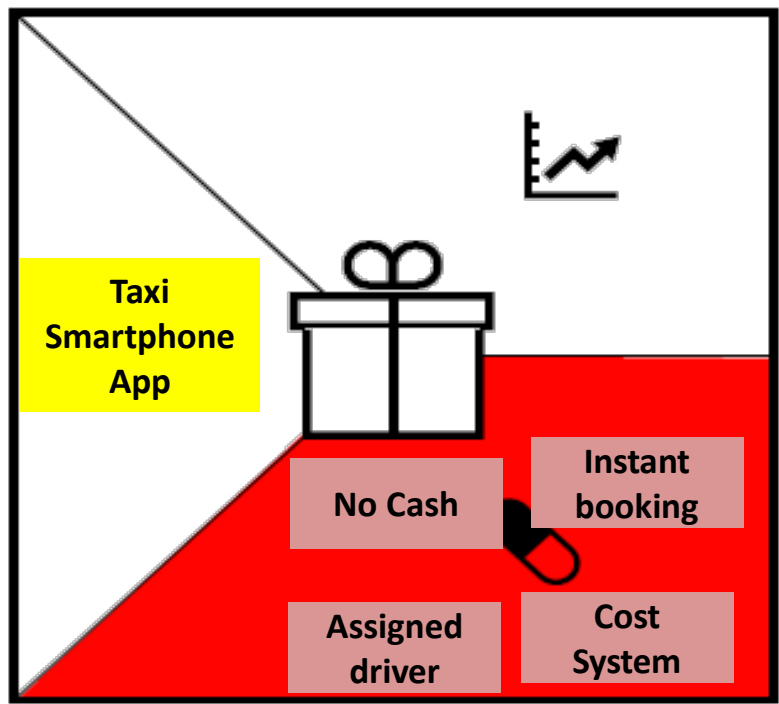 Taxi
Smartphone
App
No Cash
Instant
booking
Assigned
driver
Cost
System